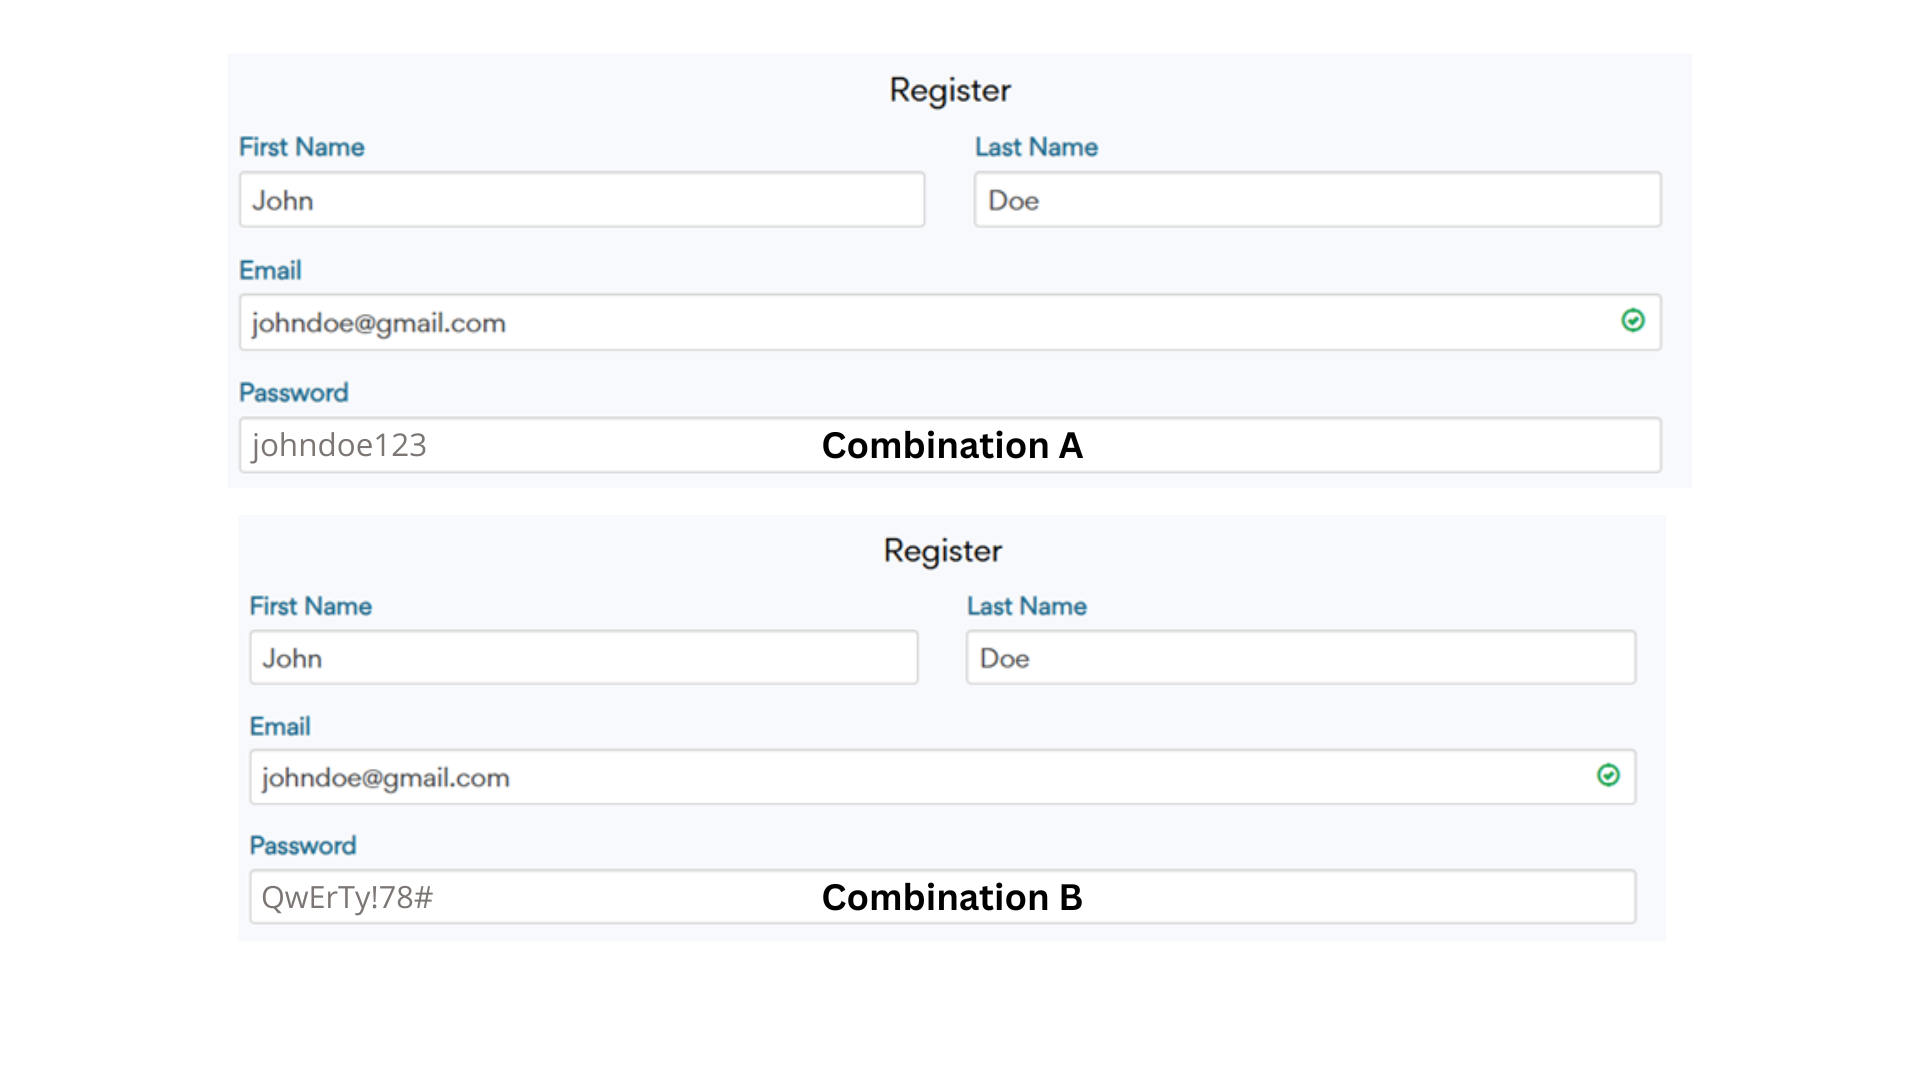 Register
First Name Last Name
John Doe
Email
johndoe@gmail.com
Password
johndoe123 Combination A
Register
First Name Last Name
John Doe
Email
johndoe@gmail.com
Password
QwErTy!78# Combination B